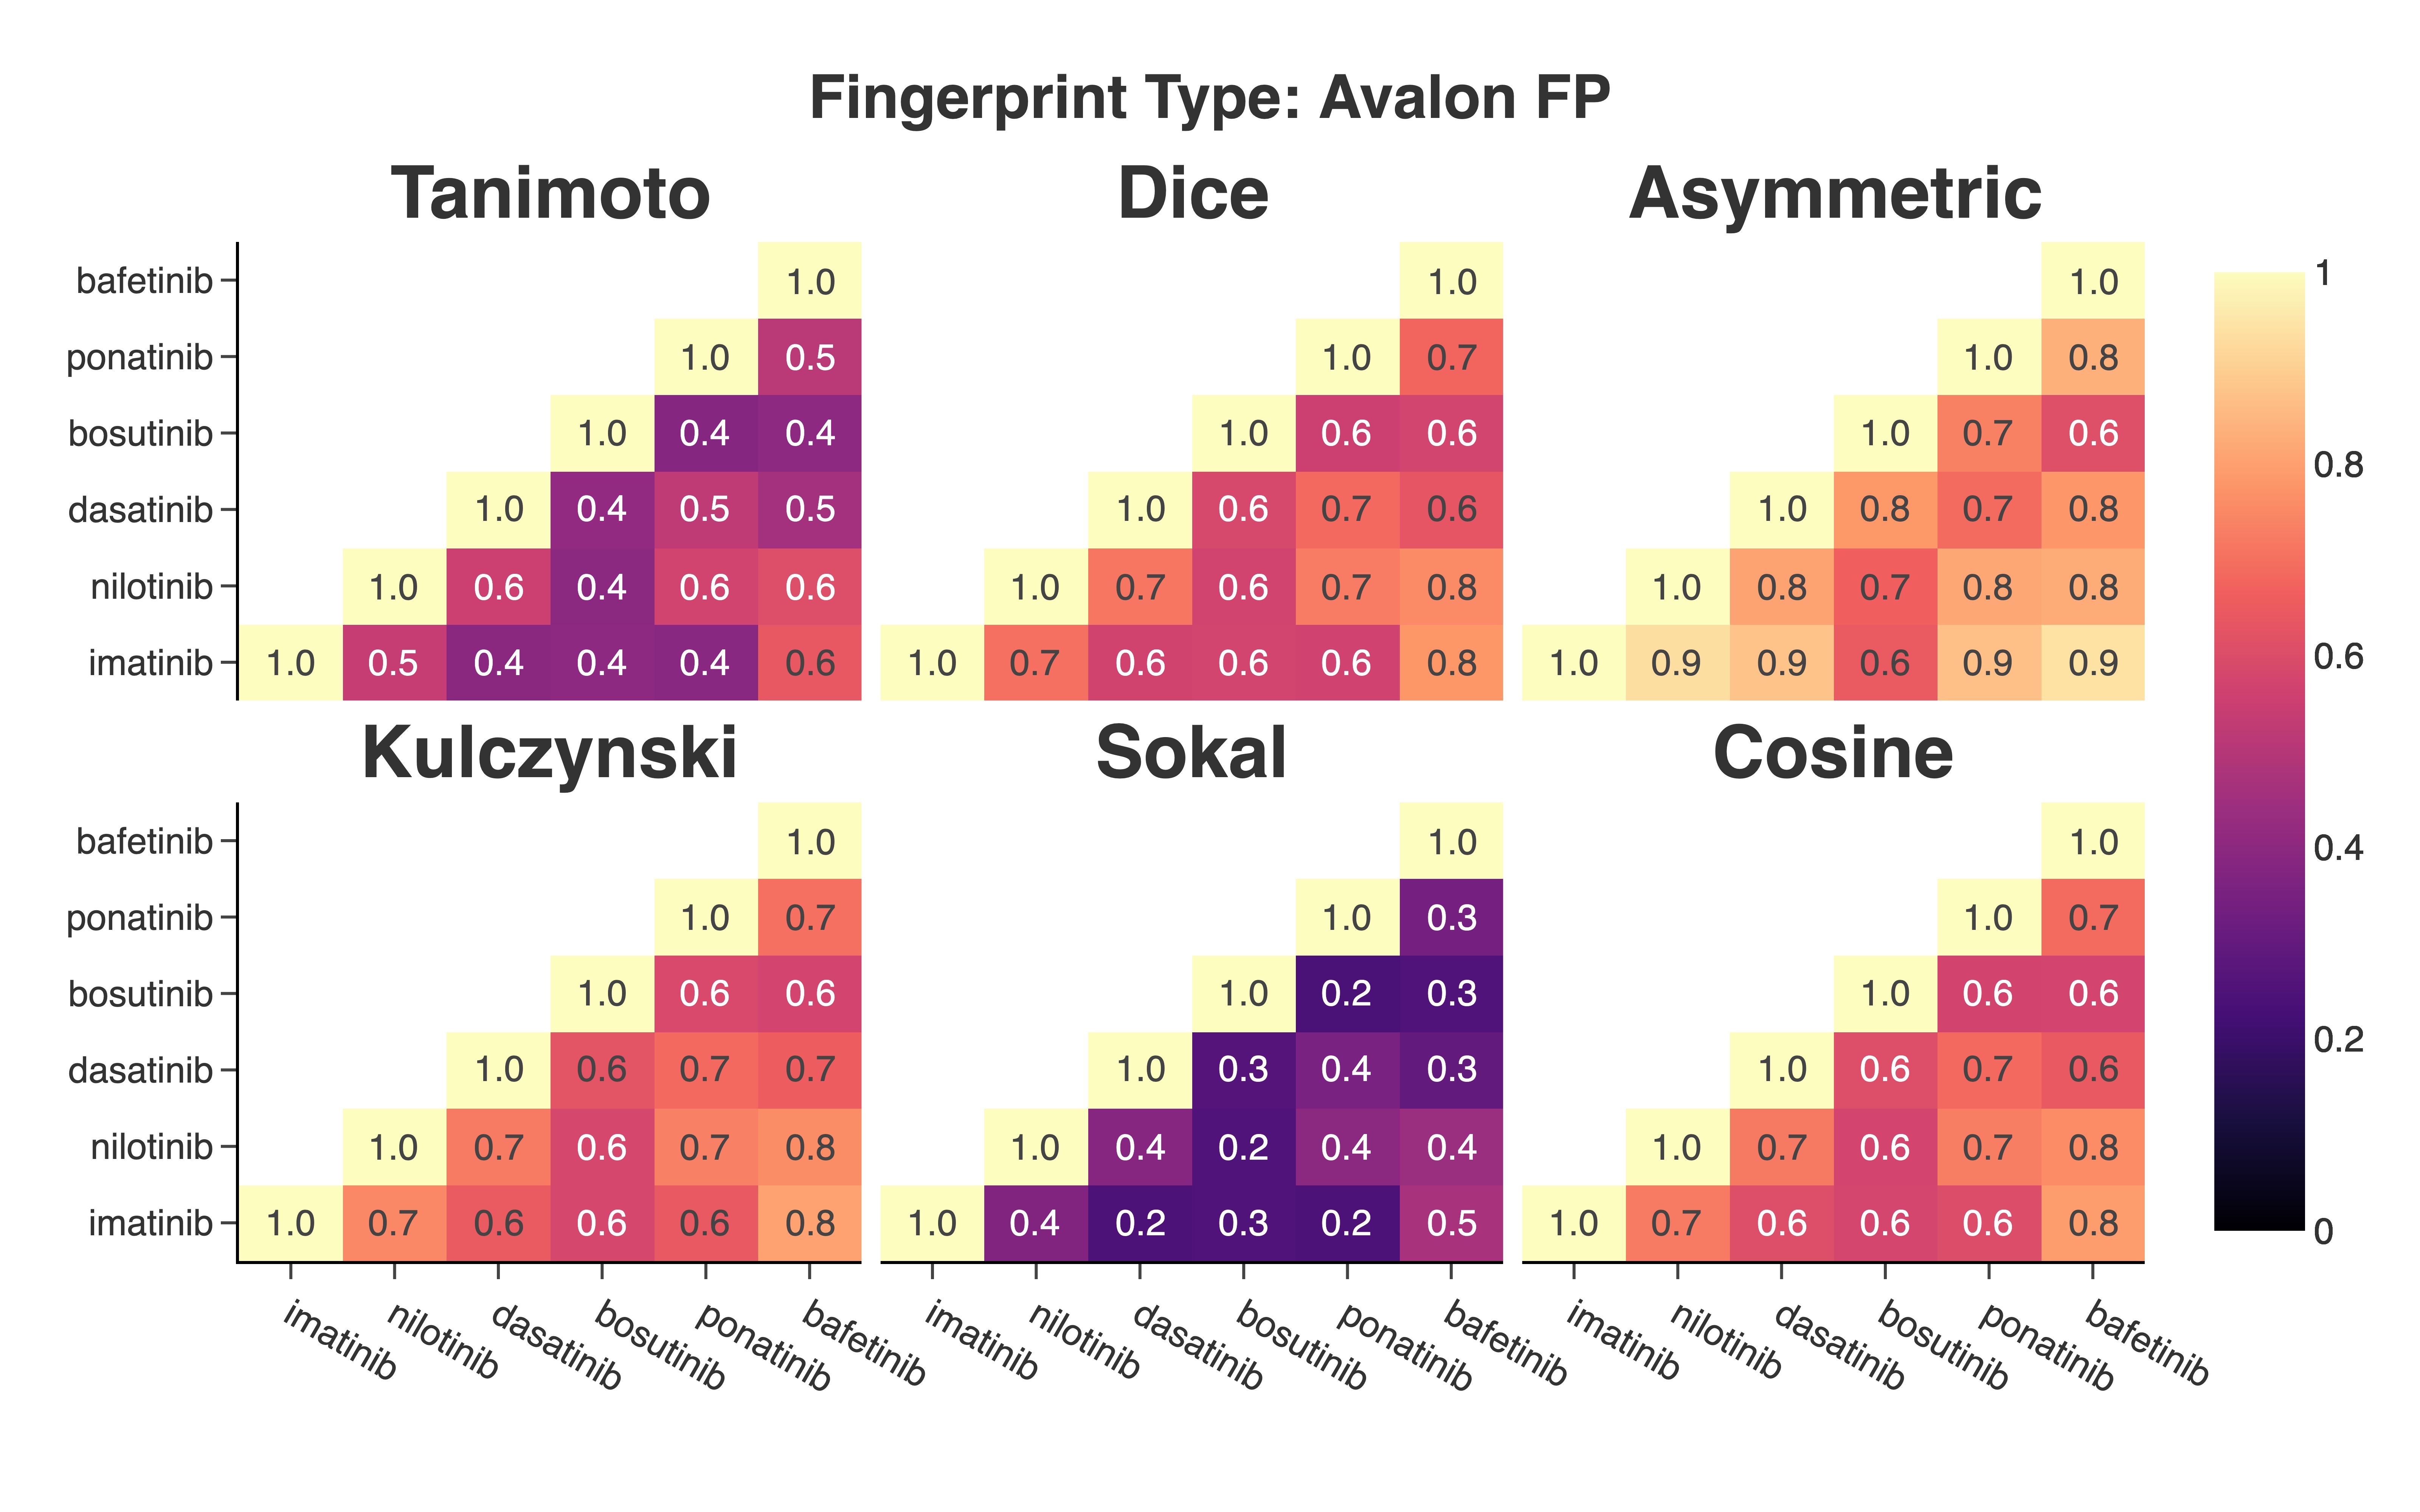 Fingerprint Type: Avalon FP
Tanimoto Dice Asymmetric
bafetinib 1.0 1.0 1.0 1
ponatinib 1.0 0.5 1.0 0.7 1.0 0.8
bosutinib 1.0 0.4 0.4 1.0 0.6 0.6 1.0 0.7 0.6
0.8
dasatinib 1.0 0.4 0.5 0.5 1.0 0.6 0.7 0.6 1.0 0.8 0.7 0.8
nilotinib 1.0 0.6 0.4 0.6 0.6 1.0 0.7 0.6 0.7 0.8 1.0 0.8 0.7 0.8 0.8
imatinib 1.0 0.5 0.4 0.4 0.4 0.6 1.0 0.7 0.6 0.6 0.6 0.8 1.0 0.9 0.9 0.6 0.9 0.9 0.6
Kulczynski Sokal Cosine
bafetinib 1.0 1.0 1.0 0.4
ponatinib 1.0 0.7 1.0 0.3 1.0 0.7
bosutinib 1.0 0.6 0.6 1.0 0.2 0.3 1.0 0.6 0.6
0.2
dasatinib 1.0 0.6 0.7 0.7 1.0 0.3 0.4 0.3 1.0 0.6 0.7 0.6
nilotinib 1.0 0.7 0.6 0.7 0.8 1.0 0.4 0.2 0.4 0.4 1.0 0.7 0.6 0.7 0.8
imatinib 1.0 0.7 0.6 0.6 0.6 0.8 1.0 0.4 0.2 0.3 0.2 0.5 1.0 0.7 0.6 0.6 0.6 0.8 0
imatinib nilotinib dasatinib bosutinib ponatinib bafetinib imatinib nilotinib dasatinib bosutinib ponatinib bafetinib imatinib nilotinib dasatinib bosutinib ponatinib bafetinib